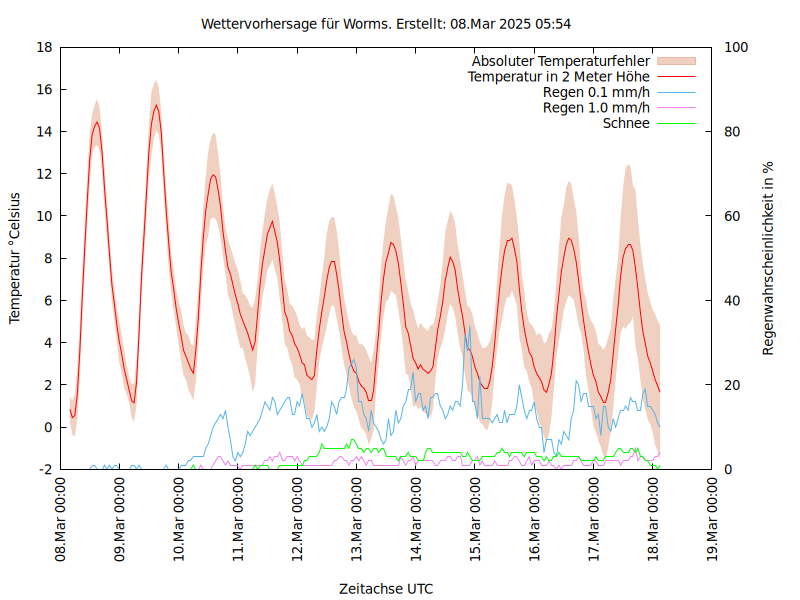 Wettervorhersage für Worms. Erstellt: 08.Mar 2025 05:54
Absoluter Temperaturfehler
Temperatur in 2 Meter Höhe
Regen 0.1 mm/h
Regen 1.0 mm/h
Schnee
Temperatur °Celsius
18
16
14
12
10
8
6
4
2
0
-2
100
80
60
40
20
0
Regenwahrscheinlichkeit in %
08.Mar 00:00
09.Mar 00:00
10.Mar 00:00
11.Mar 00:00
12.Mar 00:00
13.Mar 00:00
14.Mar 00:00
15.Mar 00:00
16.Mar 00:00
17.Mar 00:00
18.Mar 00:00
19.Mar 00:00
Zeitachse UTC